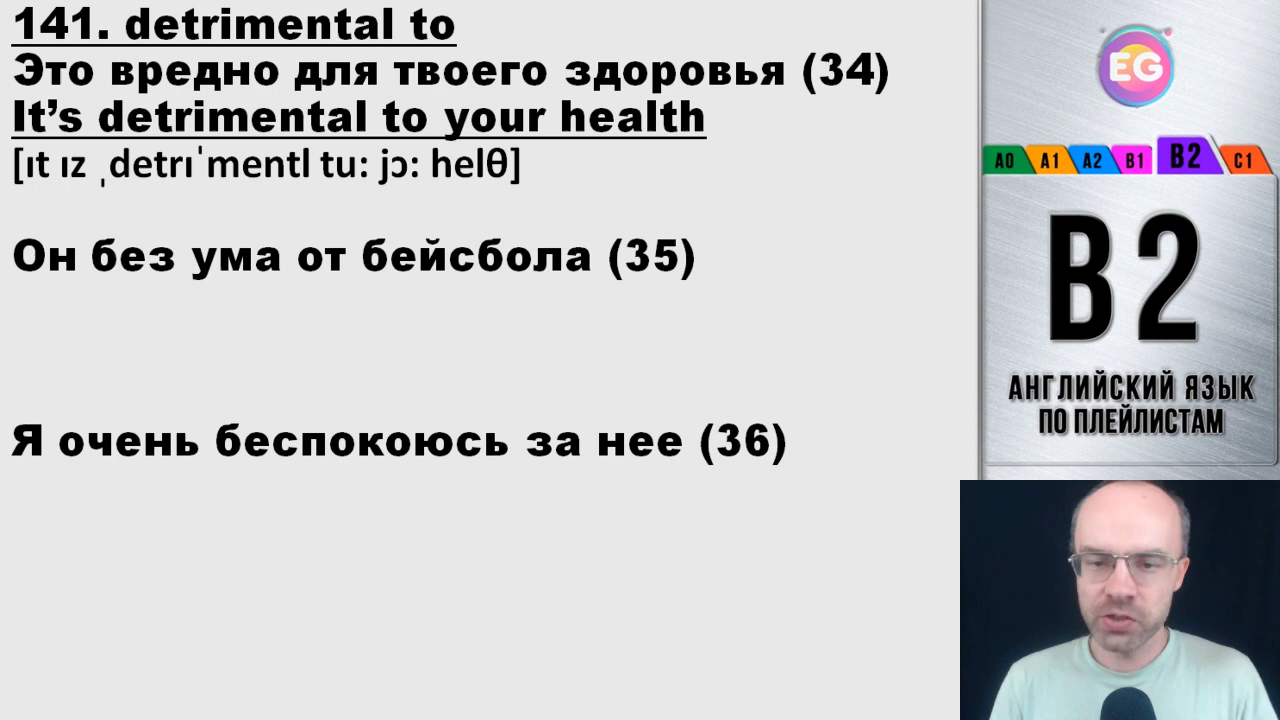 141. detrimental to
Это вредно для твоего здоровья (34)
It’s detrimental to your health
[ɪt ɪz ˌdetrɪˈmentl tuː jɔː helθ]
Он без ума от бейсбола (35)
Я очень беспокоюсь за нее (36)
EG
A0 A1 A2 B1 B2 C1
B2
АНГЛИЙСКИЙ ЯЗЫК
ПО ПЛЕЙЛИСТАМ